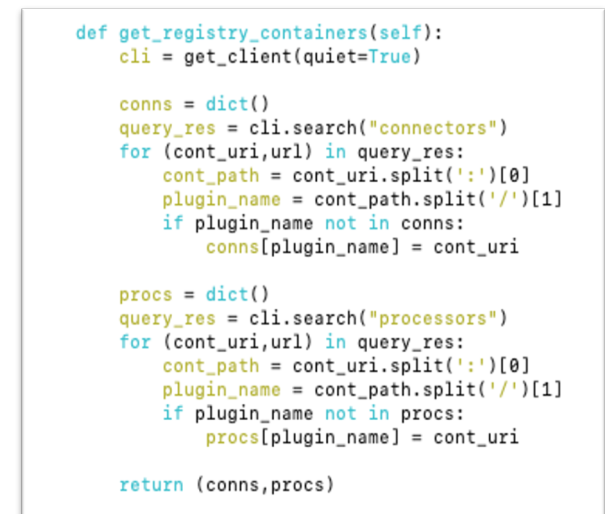 def get_registry_containers(self):
    cli = get_client(quiet=True)

    conns = dict()
    query_res = cli.search("connectors")
    for (cont_uri,url) in query_res:
        cont_path = cont_uri.split(':')[0]
        plugin_name = cont_path.split('/')[1]
        if plugin_name not in conns:
            conns[plugin_name] = cont_uri

    procs = dict()
    query_res = cli.search("processors")
    for (cont_uri,url) in query_res:
        cont_path = cont_uri.split(':')[0]
        plugin_name = cont_path.split('/')[1]
        if plugin_name not in procs:
            procs[plugin_name] = cont_uri

    return (conns,procs)